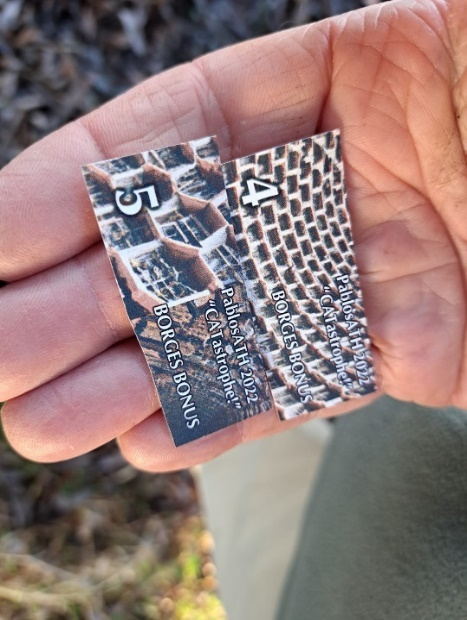 5
PablosATH 2022
"CATastrophe!"
BORGES BONUS
4
PablosATH 2022
"CATastrophe!"
BORGES BONUS